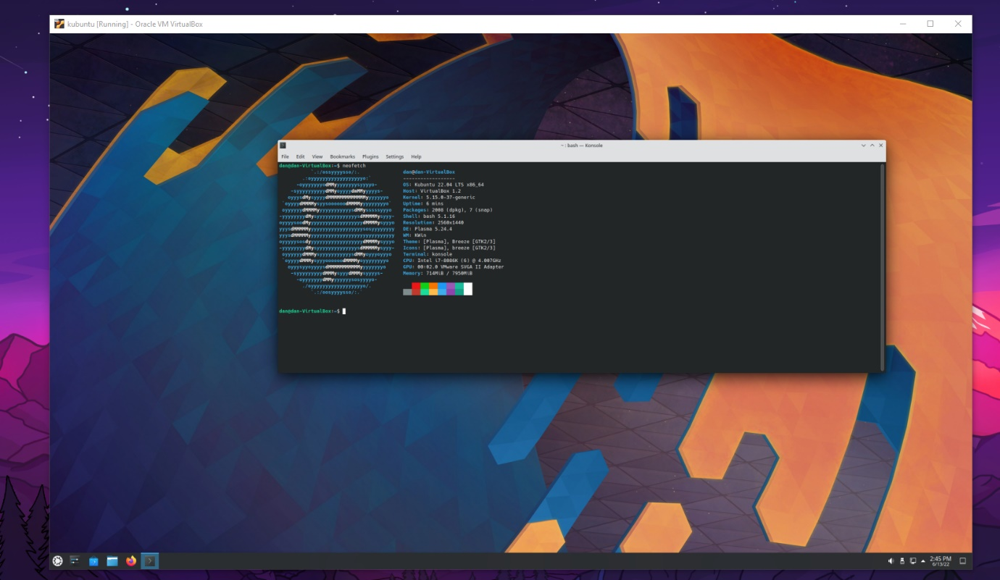 kubuntu [Running] - Oracle VM VirtualBox
~ : bash — Konsole
File Edit View Bookmarks Plugins Settings Help
dan@dan-VirtualBox:~$ neofetch
dan@dan-VirtualBox
------------------
OS: Kubuntu 22.04 LTS x86_64
Host: VirtualBox 1.2
Kernel: 5.15.0-37-generic
Uptime: 6 mins
Packages: 2008 (dpkg), 7 (snap)
Shell: bash 5.1.16
Resolution: 2560x1440
DE: Plasma 5.24.4
WM: KWin
Theme: [Plasma], Breeze [GTK2/3]
Icons: [Plasma], Breeze [GTK2/3]
Terminal: konsole
CPU: Intel i7-8086K (6) @ 4.007GHz
GPU: 00:02.0 VMware SVGA II Adapter
Memory: 714MiB / 7950MiB
dan@dan-VirtualBox:~$
2:45 PM
6/13/22